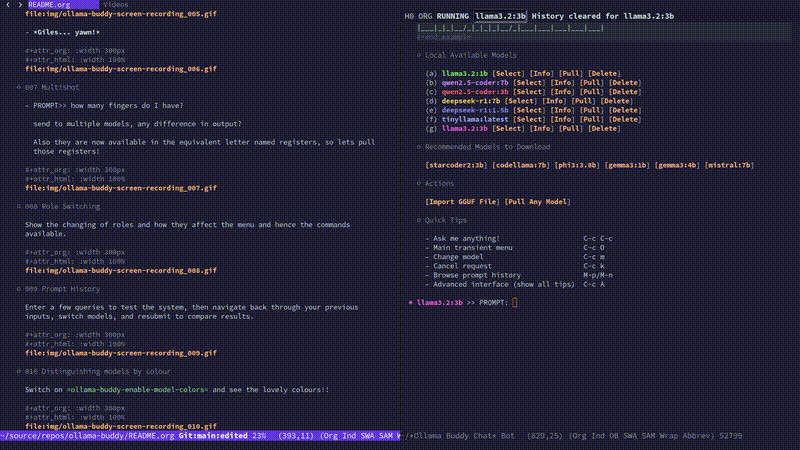 README.org Videos
file:img/ollama-buddy-screen-recording_005.gif
- *Giles... yawn!*
#+attr_org: :width 300px
#+attr_html: :width 100%
file:img/ollama-buddy-screen-recording_006.gif
007 Multishot
- PROMPT>> how many fingers do I have?
send to multiple models, any difference in output?
Also they are now available in the equivalent letter named registers, so lets pull
those registers!
#+attr_org: :width 300px
#+attr_html: :width 100%
file:img/ollama-buddy-screen-recording_007.gif
008 Role Switching
Show the changing of roles and how they affect the menu and hence the commands
available.
#+attr_org: :width 300px
#+attr_html: :width 100%
file:img/ollama-buddy-screen-recording_008.gif
009 Prompt History
Enter a few queries to test the system, then navigate back through your previous
inputs, switch models, and resubmit to compare results.
#+attr_org: :width 300px
#+attr_html: :width 100%
file:img/ollama-buddy-screen-recording_009.gif
010 Distinguishing models by colour
Switch on =ollama-buddy-enable-model-colors= and see the lovely colours!!
#+attr_org: :width 300px
#+attr_html: :width 100%
file:img/ollama-buddy-screen-recording_010.gif
~/source/repos/ollama-buddy/README.org Git:main:edited 23% (393,11) (Org Ind SWA SAM W
H0 ORG RUNNING llama3.2:3b History cleared for llama3.2:3b
#+end_example
Local Available Models
(a) llama3.2:1b [Select] [Info] [Pull] [Delete]
(b) qwen2.5-coder:7b [Select] [Info] [Pull] [Delete]
(c) qwen2.5-coder:3b [Select] [Info] [Pull] [Delete]
(d) deepseek-r1:7b [Select] [Info] [Pull] [Delete]
(e) deepseek-r1:1.5b [Select] [Info] [Pull] [Delete]
(f) tinyllama:latest [Select] [Info] [Pull] [Delete]
(g) llama3.2:3b [Select] [Info] [Pull] [Delete]
Recommended Models to Download
[starcoder2:3b] [codellama:7b] [phi3:3.8b] [gemma3:1b] [gemma3:4b] [mistral:7b]
Actions
[Import GGUF File] [Pull Any Model]
Quick Tips
- Ask me anything! C-c C-c
- Main transient menu C-c O
- Change model C-c m
- Cancel request C-c k
- Browse prompt history M-p/M-n
- Advanced interface (show all tips) C-c A
* llama3.2:3b >> PROMPT:
~/*Ollama Buddy Chat* Bot (829,25) (Org Ind OB SWA SAM Wrap Abbrev) 52799